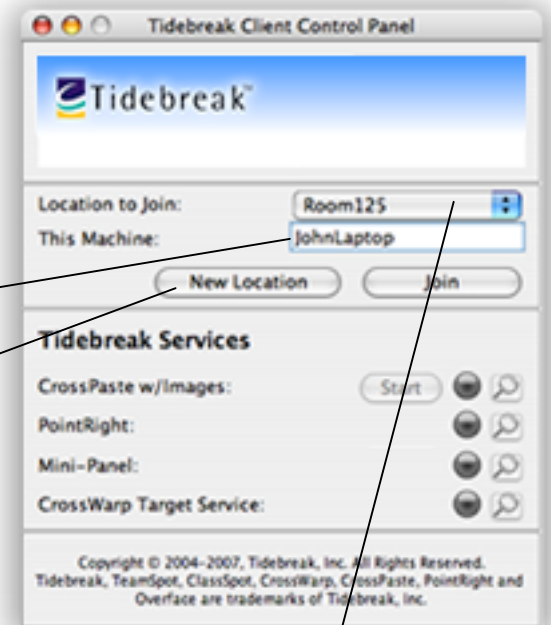 Tidebreak Client Control Panel
Tidebreak™
Location to Join: Room125
This Machine: JohnLaptop
New Location Join
Tidebreak Services
CrossPaste w/Images: Start
PointRight:
Mini-Panel:
CrossWarp Target Service:
Copyright © 2004-2007, Tidebreak, Inc. All Rights Reserved.
Tidebreak, TeamSpot, ClassSpot, CrossWarp, CrossPaste, PointRight and
Overface are trademarks of Tidebreak, Inc.